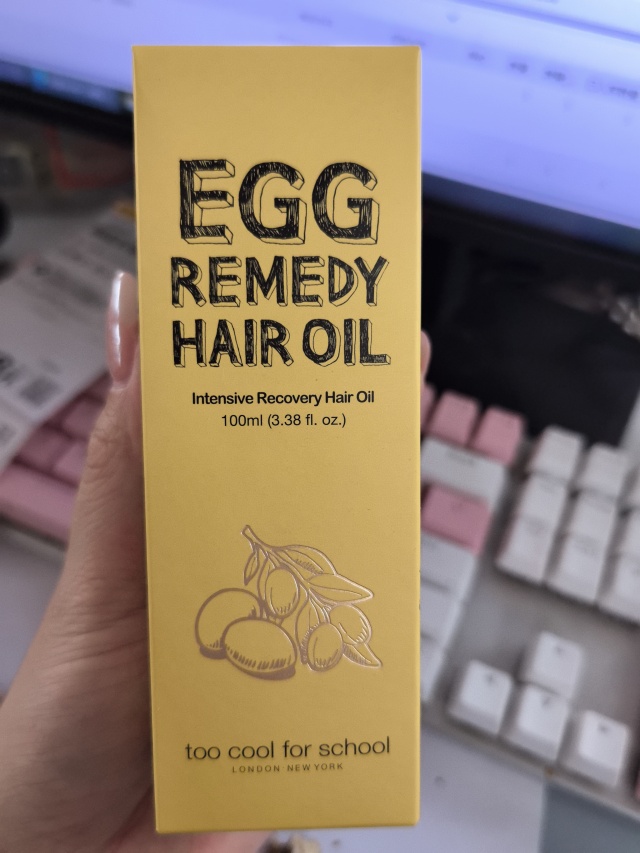 EGG
REMEDY
HAIR OIL
Intensive Recovery Hair Oil
100ml (3.38 fl. oz.)
too cool for school
LONDON NEW YORK